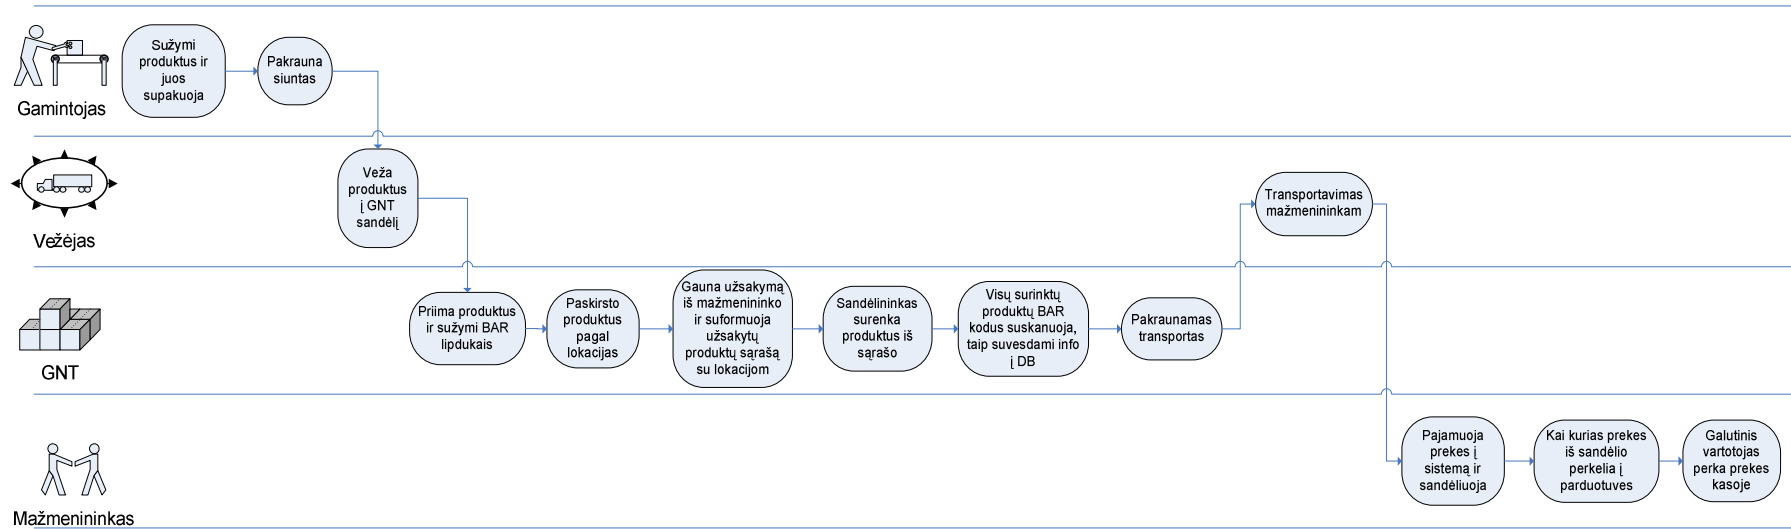 Sužymi
produktus ir
juos
supakuoja
Pakrauna
siuntas
Gamintojas
Veža
produktus
į GNT
sandėlį
Transportavimas
mažmenininkam
Vežėjas
Priima produktus
ir sužymi BAR
lipdukais
Paskirsto
produktus
pagal
lokacijas
Gauna užsakymą
iš mažmenininko
ir suformuoja
užsakytų
produktų sąrašą
su lokacijom
Sandėlininkas
surenka
produktus iš
sąrašo
Visų surinktų
produktų BAR
kodus suskanuoja,
taip suvesdami info
į DB
Pakraunamas
transportas
GNT
Pajamuoja
prekes į
sistemą ir
sandėliuoja
Kai kurias prekes
iš sandėlio
perkelia į
parduotuves
Galutinis
vartotojas
perka prekes
kasoje
Mažmenininkas